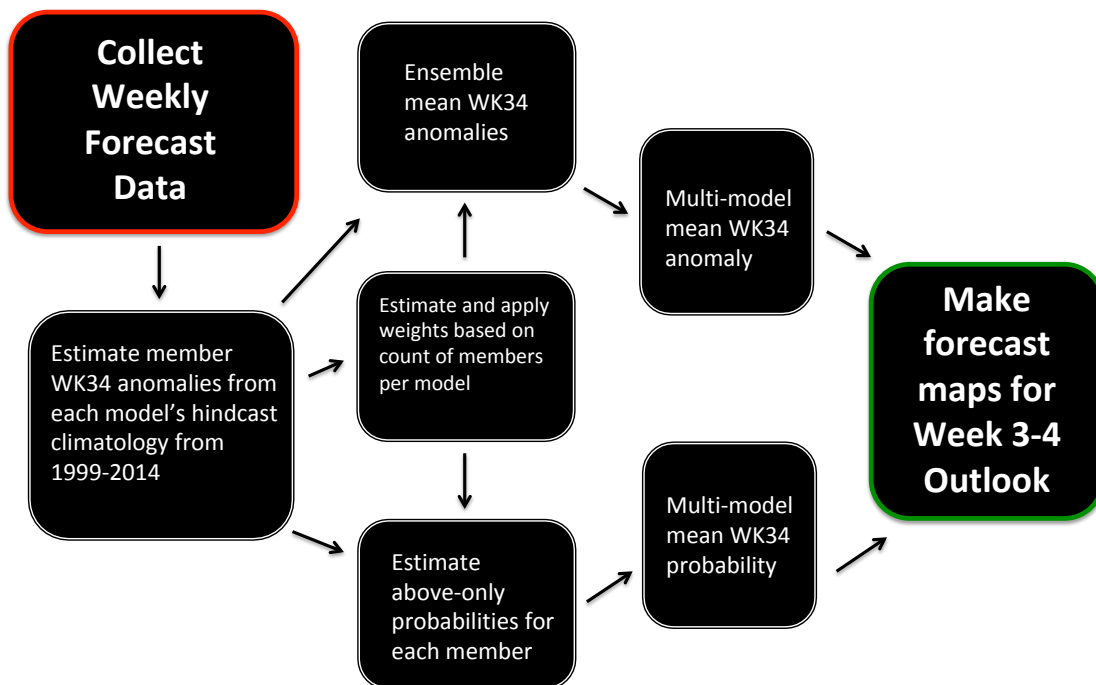 Collect
Weekly
Forecast
Data
Estimate member
WK34 anomalies from
each model’s hindcast
climatology from
1999-2014
Ensemble
mean WK34
anomalies
Estimate and apply
weights based on
count of members
per model
Estimate
above-only
probabilities for
each member
Multi-model
mean WK34
anomaly
Multi-model
mean WK34
probability
Make
forecast
maps for
Week 3-4
Outlook